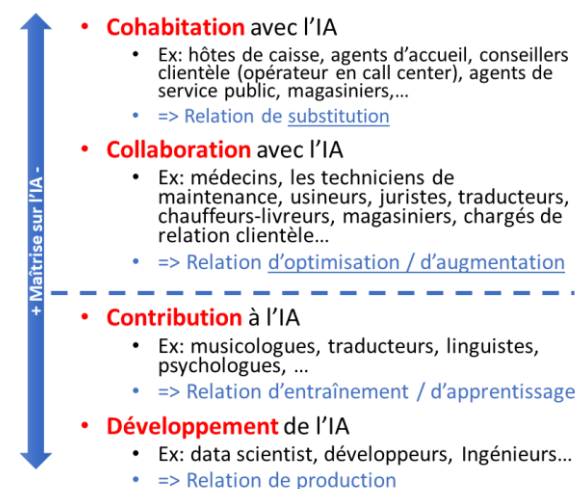 • Cohabitation avec l’IA
• Ex: hôtes de caisse, agents d’accueil, conseillers
clientèle (opérateur en call center), agents de
service public, magasiniers,…
• => Relation de substitution
• Collaboration avec l’IA
• Ex: médecins, les techniciens de
maintenance, usineurs, juristes, traducteurs,
chauffeurs-livreurs, magasiniers, chargés de
relation clientèle…
• => Relation d’optimisation / d’augmentation
• Contribution à l’IA
• Ex: musicologues, traducteurs, linguistes,
psychologues, …
• => Relation d’entraînement / d’apprentissage
• Développement de l’IA
• Ex: data scientist, développeurs, Ingénieurs…
• => Relation de production
+ Maîtrise sur l’IA -